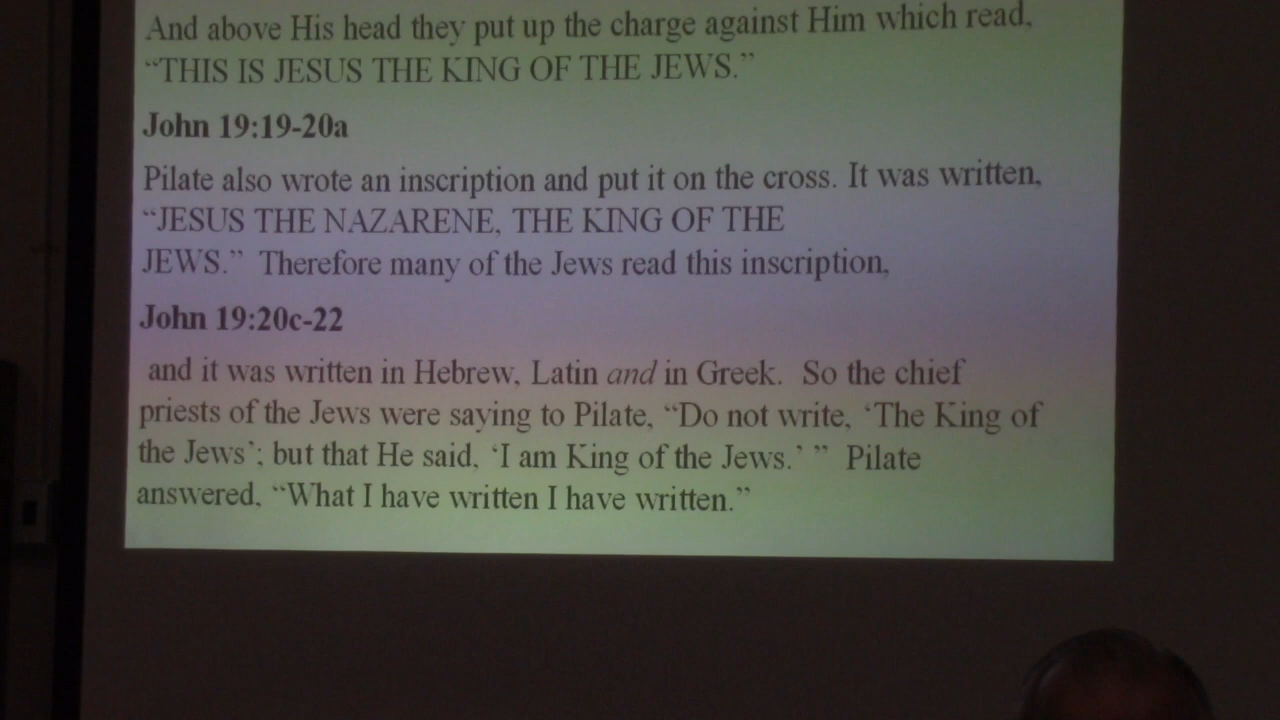 And above His head they put up the charge against Him which read,
“THIS IS JESUS THE KING OF THE JEWS.”
John 19:19-20a
Pilate also wrote an inscription and put it on the cross. It was written,
“JESUS THE NAZARENE, THE KING OF THE
JEWS.” Therefore many of the Jews read this inscription,
John 19:20c-22
and it was written in Hebrew, Latin and in Greek. So the chief
priests of the Jews were saying to Pilate, “Do not write, ‘The King of
the Jews’; but that He said, ‘I am King of the Jews.’ ” Pilate
answered, “What I have written I have written.”